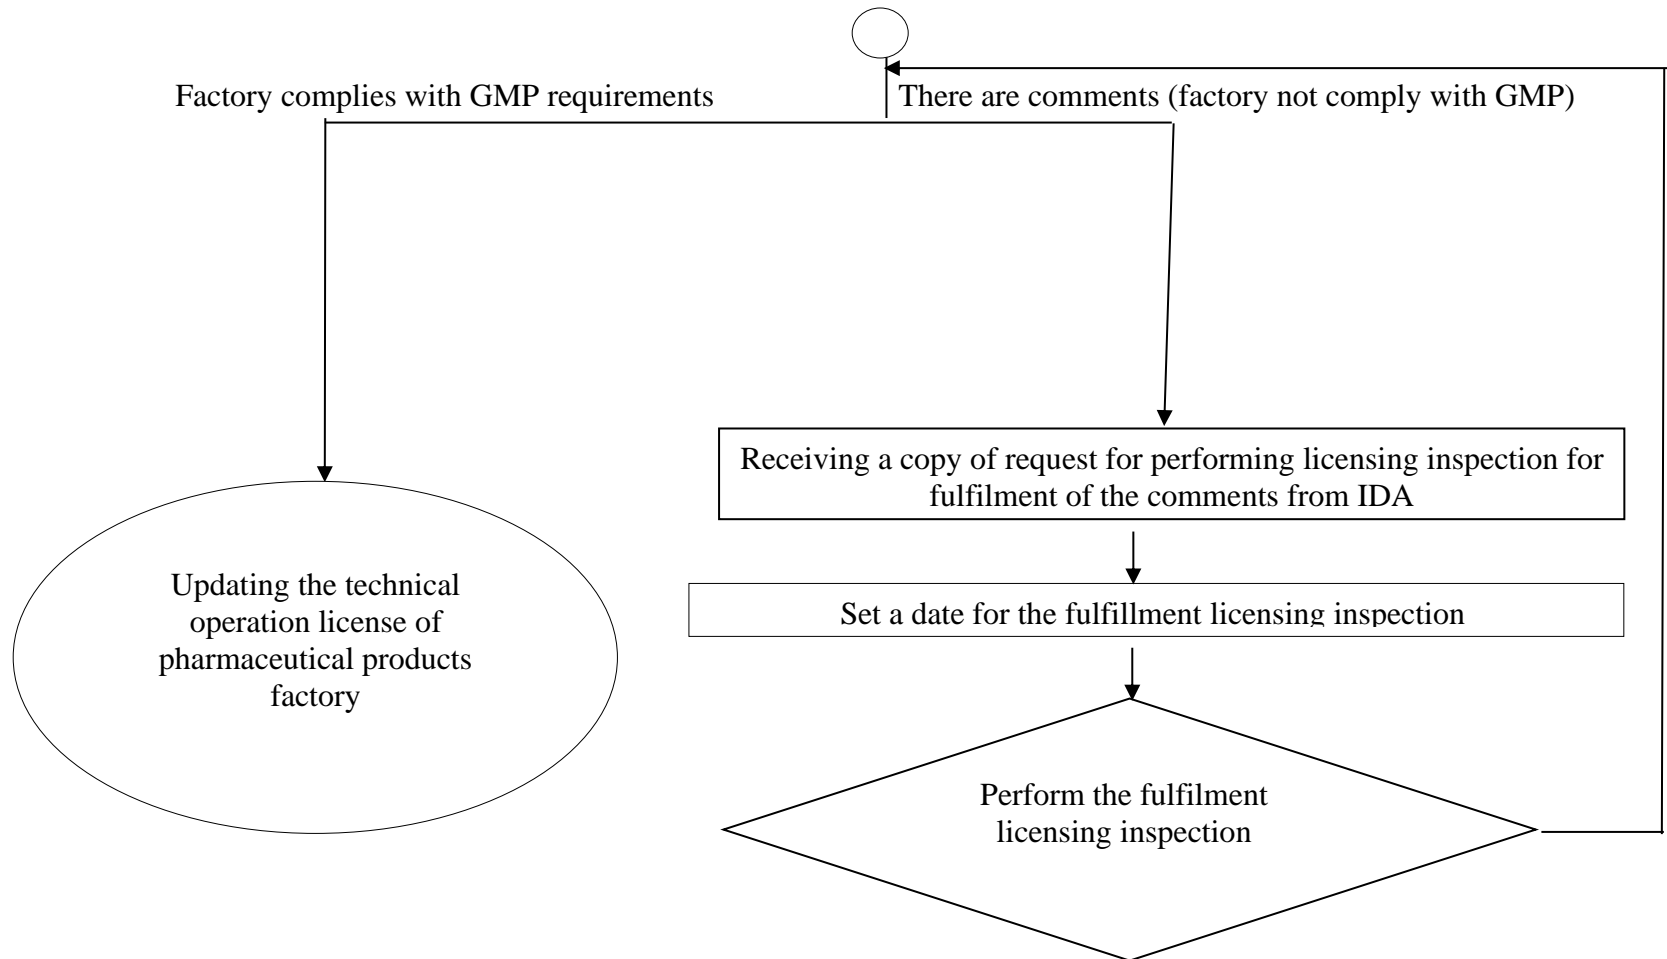 Factory complies with GMP requirements
There are comments (factory not comply with GMP)
Receiving a copy of request for performing licensing inspection for
fulfilment of the comments from IDA
Set a date for the fulfillment licensing inspection
Updating the technical
operation license of
pharmaceutical products
factory
Perform the fulfilment
licensing inspection